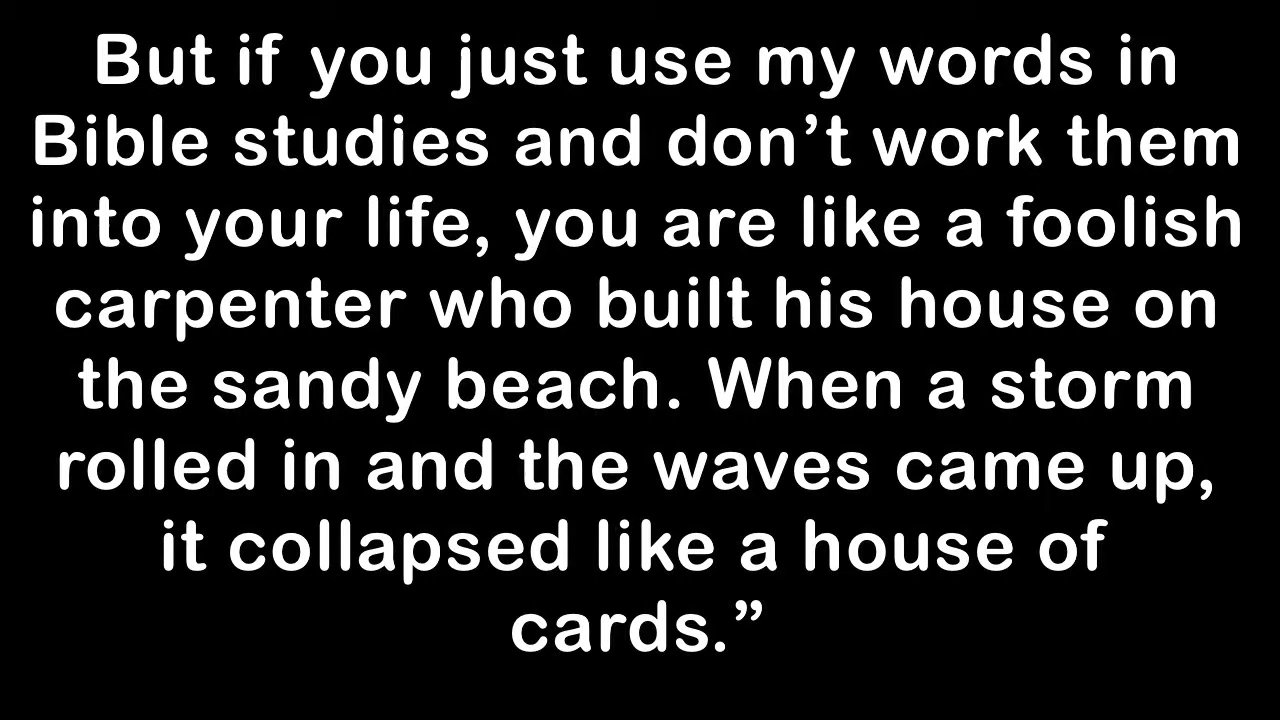 But if you just use my words in
Bible studies and don’t work them
into your life, you are like a foolish
carpenter who built his house on
the sandy beach. When a storm
rolled in and the waves came up,
it collapsed like a house of
cards.”